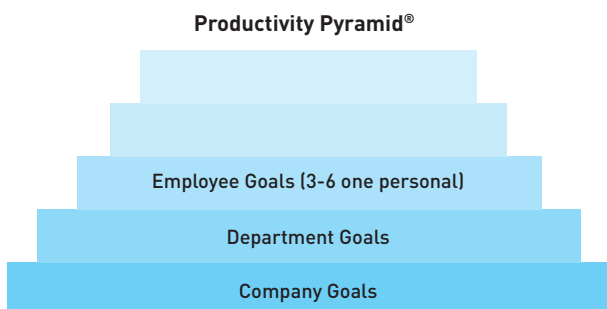 Productivity Pyramid®
Employee Goals (3-6 one personal)
Department Goals
Company Goals